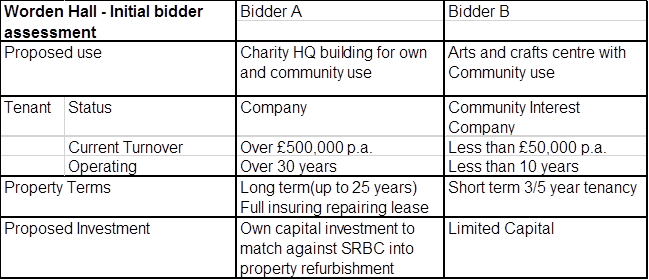 Worden Hall - Initial bidder assessment Bidder A Bidder B
Proposed use Charity HQ building for own and community use Arts and crafts centre with Community use
Tenant Status Company Community Interest Company
Current Turnover Over £500,000 p.a. Less than £50,000 p.a.
Operating Over 30 years Less than 10 years
Property Terms Long term(up to 25 years) Full insuring repairing lease Short term 3/5 year tenancy
Proposed Investment Own capital investment to match against SRBC into property refurbishment Limited Capital